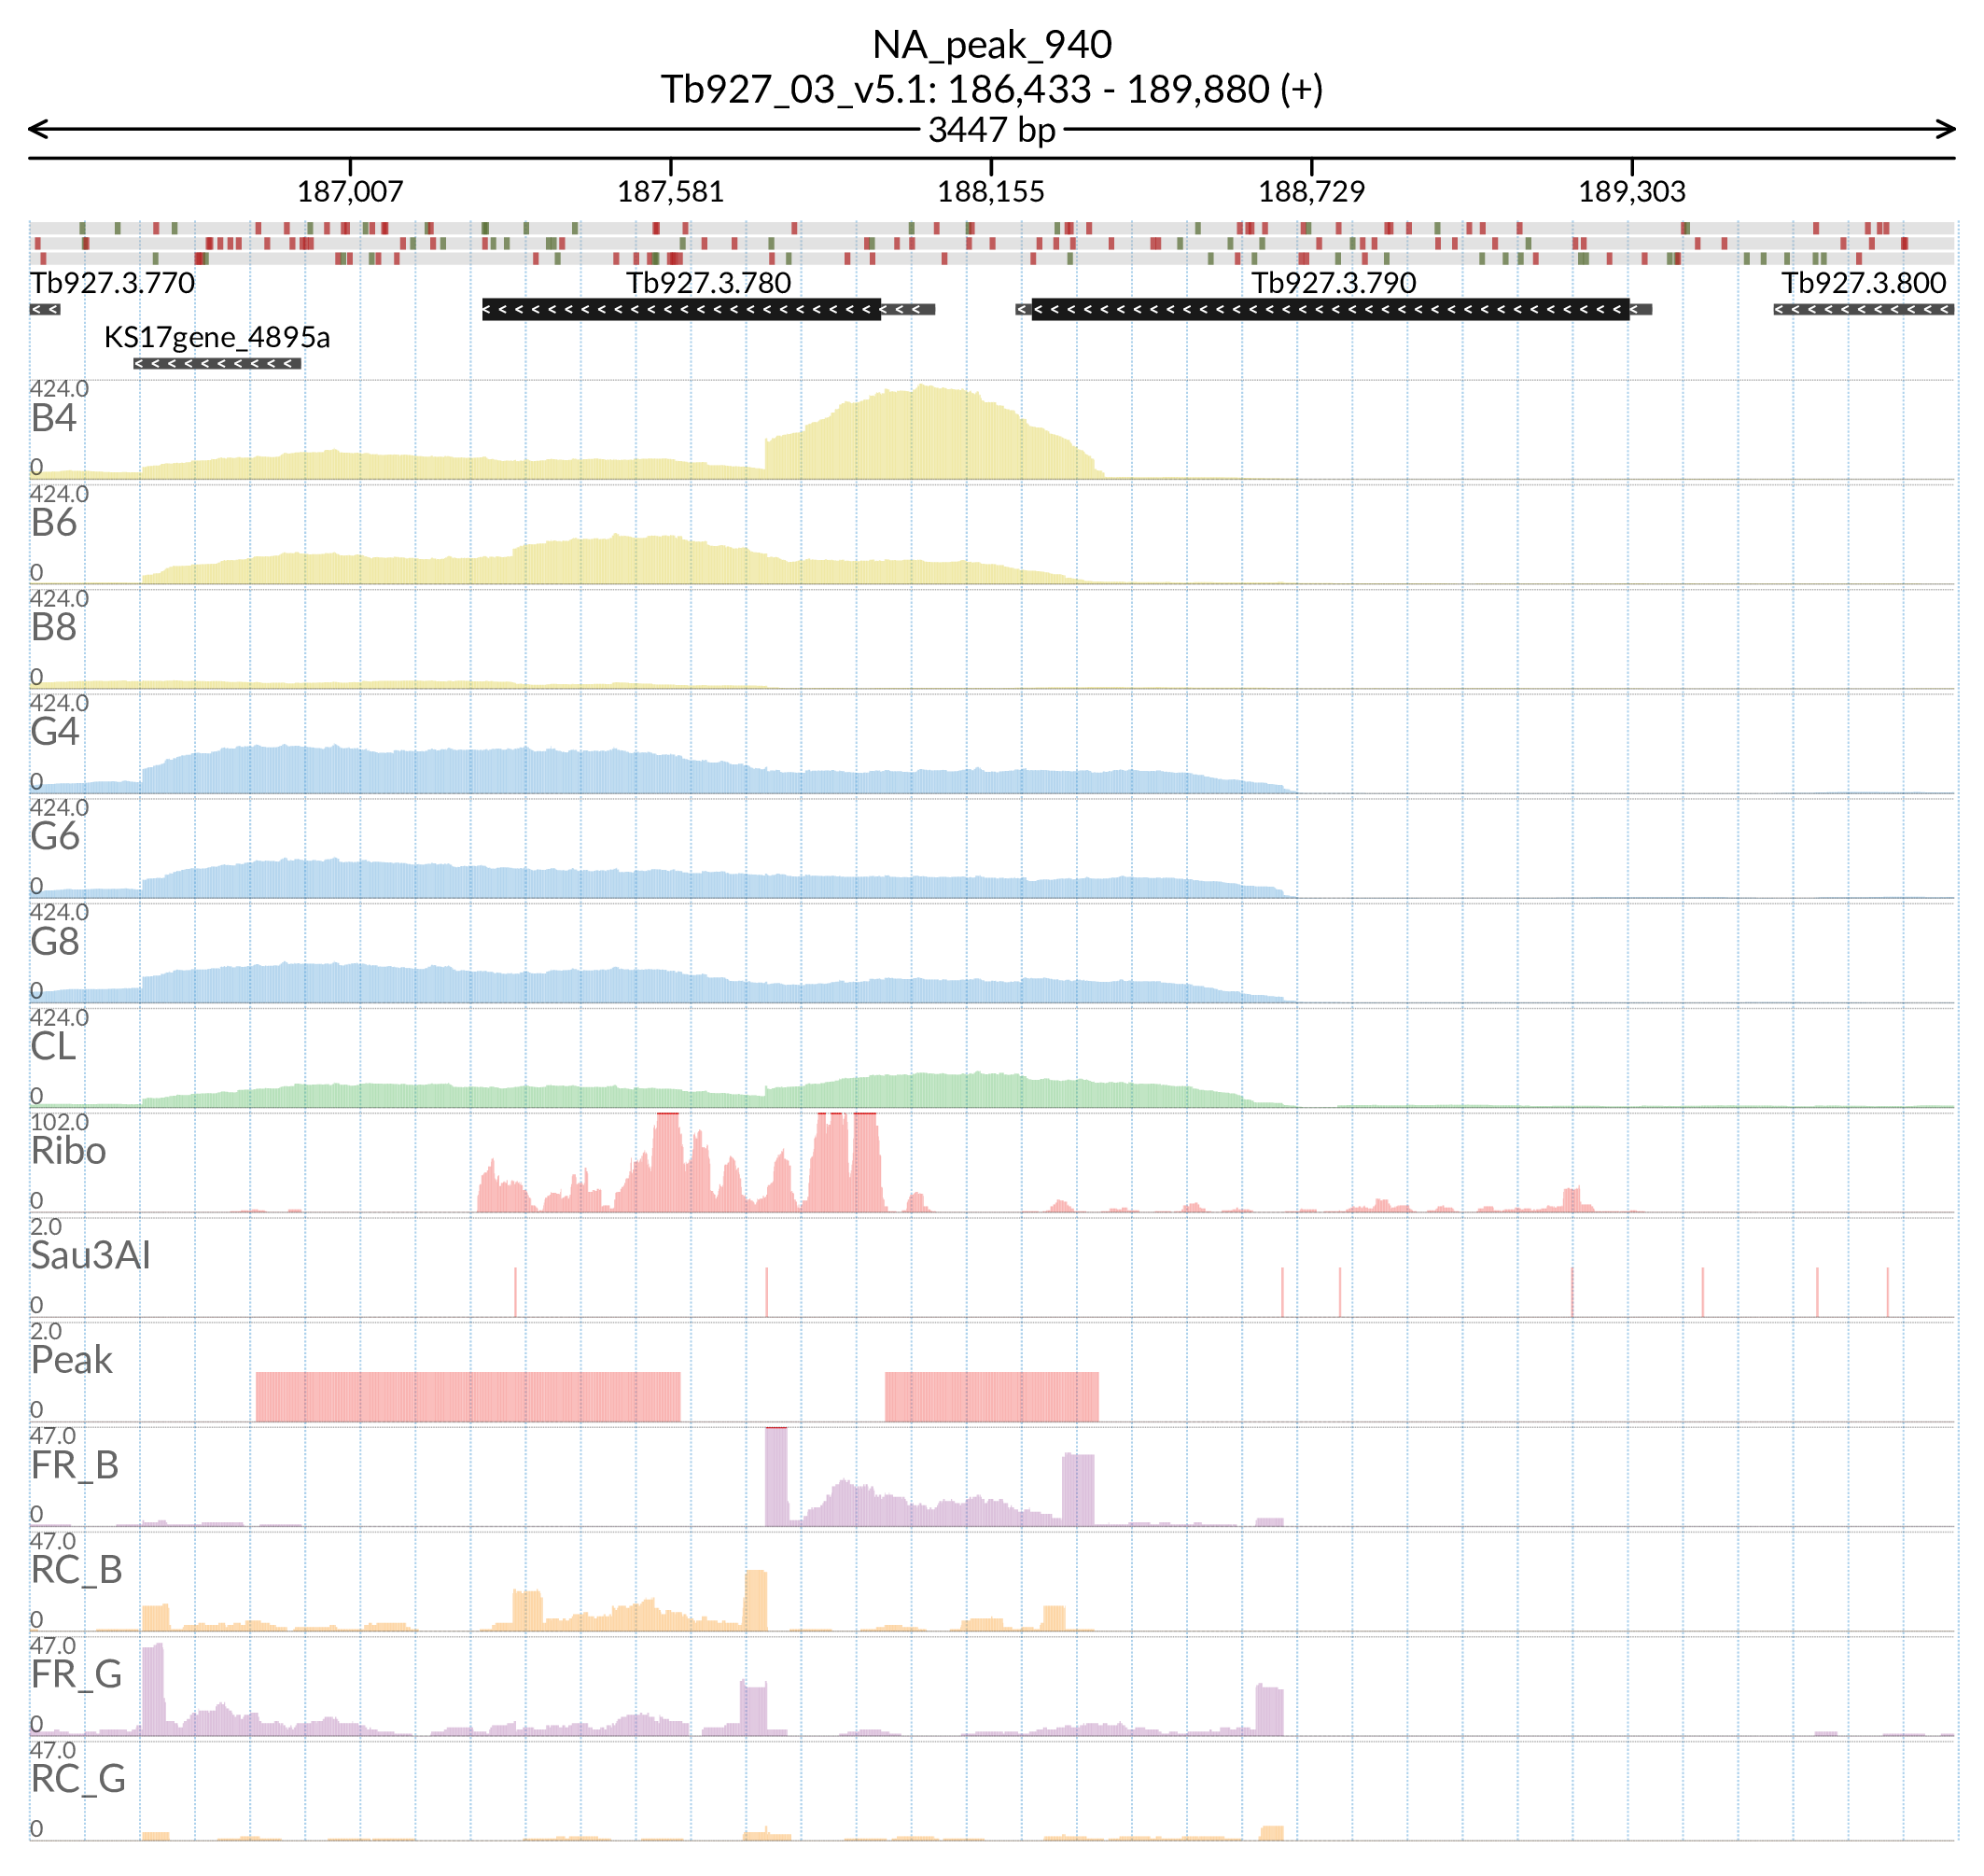 NA_peak_940
Tb927_03_v5.1: 186,433 - 189,880 (+)
3447 bp
187,007 187,581 188,155 188,729 189,303
Tb927.3.770 Tb927.3.780 Tb927.3.790 Tb927.3.800
KS17gene_4895a
424.0
B4
0
424.0
B6
0
424.0
B8
0
424.0
G4
0
424.0
G6
0
424.0
G8
0
424.0
CL
0
102.0
Ribo
0
2.0
Sau3AI
0
2.0
Peak
0
47.0
FR_B
0
47.0
RC_B
0
47.0
FR_G
0
47.0
RC_G
0